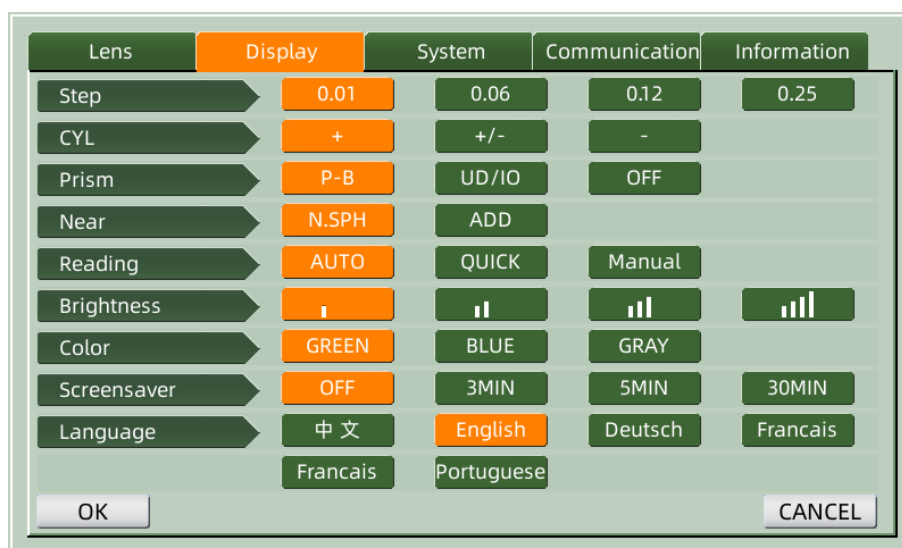 Lens Display System Communication Information
Step 0.01 0.06 0.12 0.25
CYL + +/- -
Prism P-B UD/IO OFF
Near N.SPH ADD
Reading AUTO QUICK Manual
Brightness
Color GREEN BLUE GRAY
Screensaver OFF 3MIN 5MIN 30MIN
Language 中文 English Deutsch Francais
Francais Portuguese
OK CANCEL